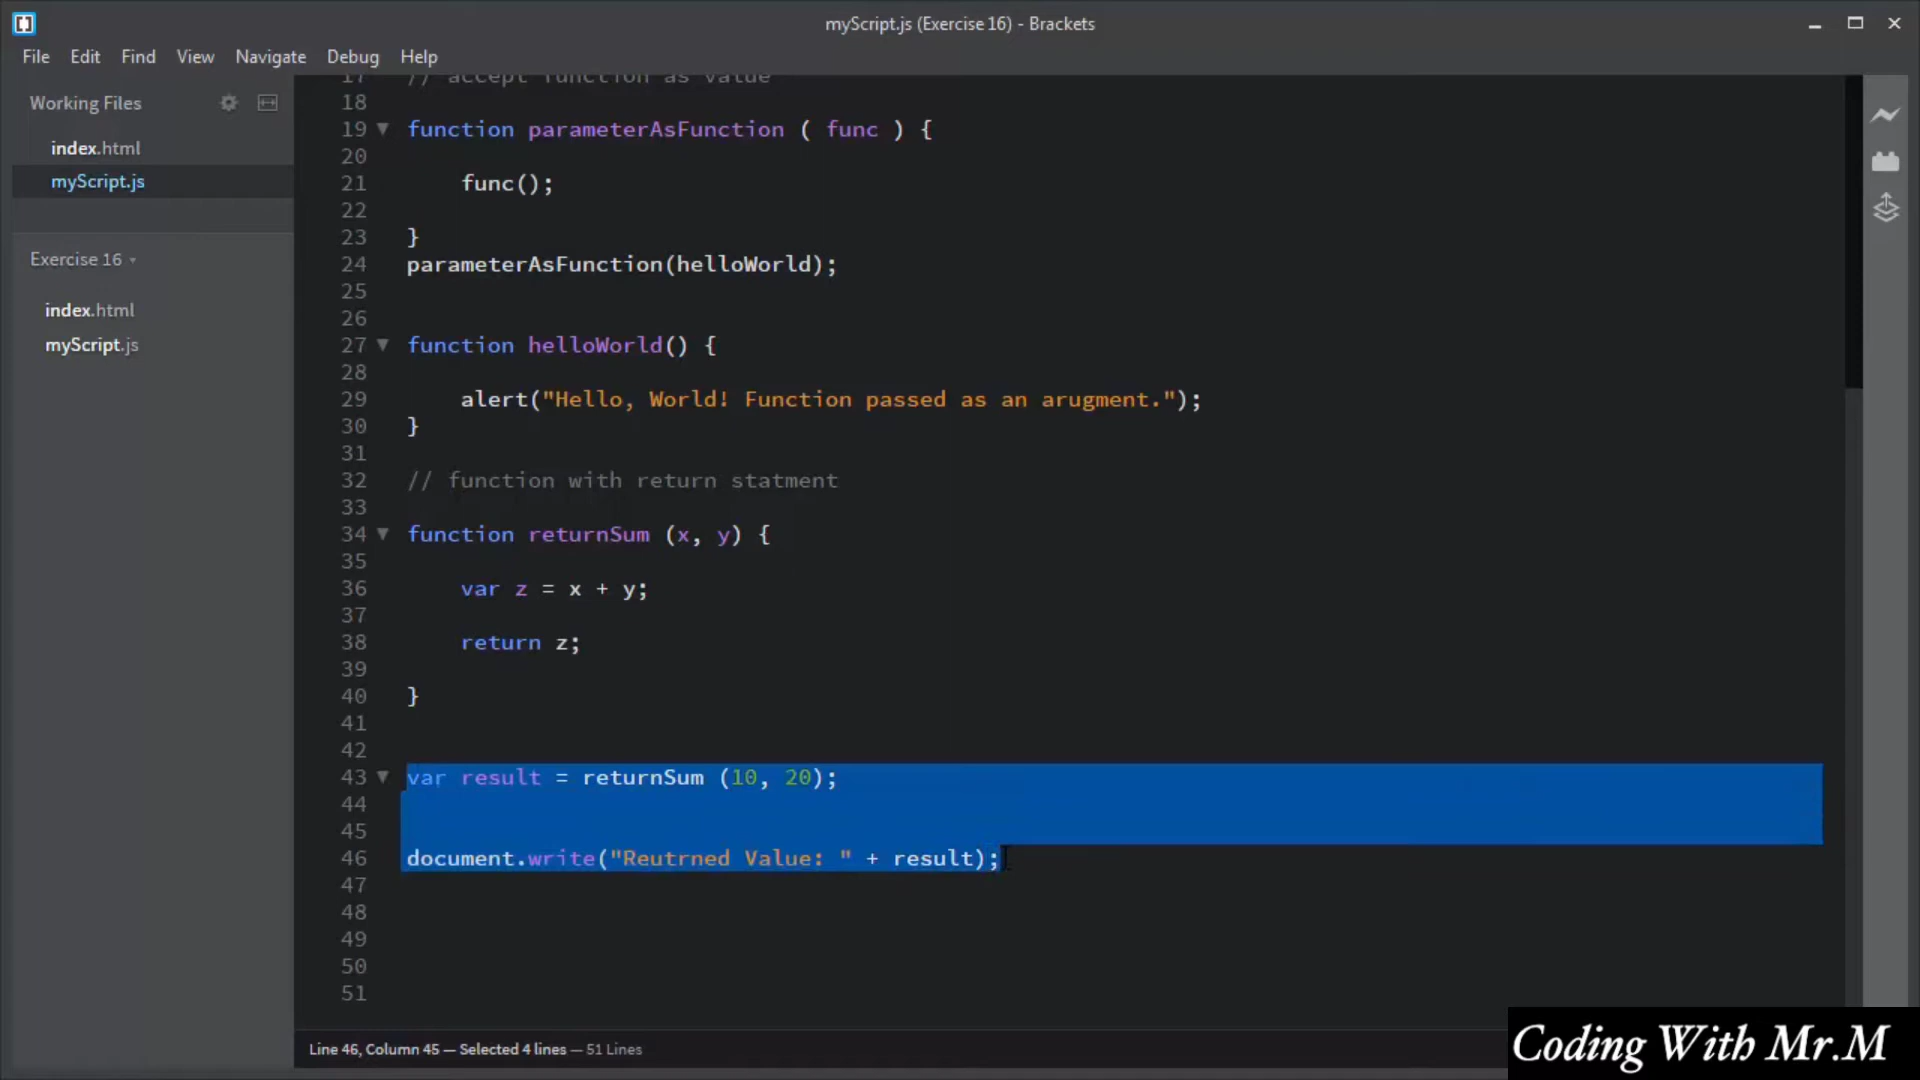 myScript.js (Exercise 16) - Brackets
File Edit Find View Navigate Debug Help
Working Files
index.html
myScript.js
Exercise 16
index.html
myScript.js
17 // accept function as value
18
19 function parameterAsFunction ( func ) {
20
21 func();
22
23 }
24 parameterAsFunction(helloWorld);
25
26
27 function helloWorld() {
28
29 alert("Hello, World! Function passed as an arugment.");
30 }
31
32 // function with return statment
33
34 function returnSum (x, y) {
35
36 var z = x + y;
37
38 return z;
39
40 }
41
42
43 var result = returnSum (10, 20);
44
45
46 document.write("Reutrned Value: " + result);
47
48
49
50
51
Line 46, Column 45 — Selected 4 lines — 51 Lines
Coding With Mr.M